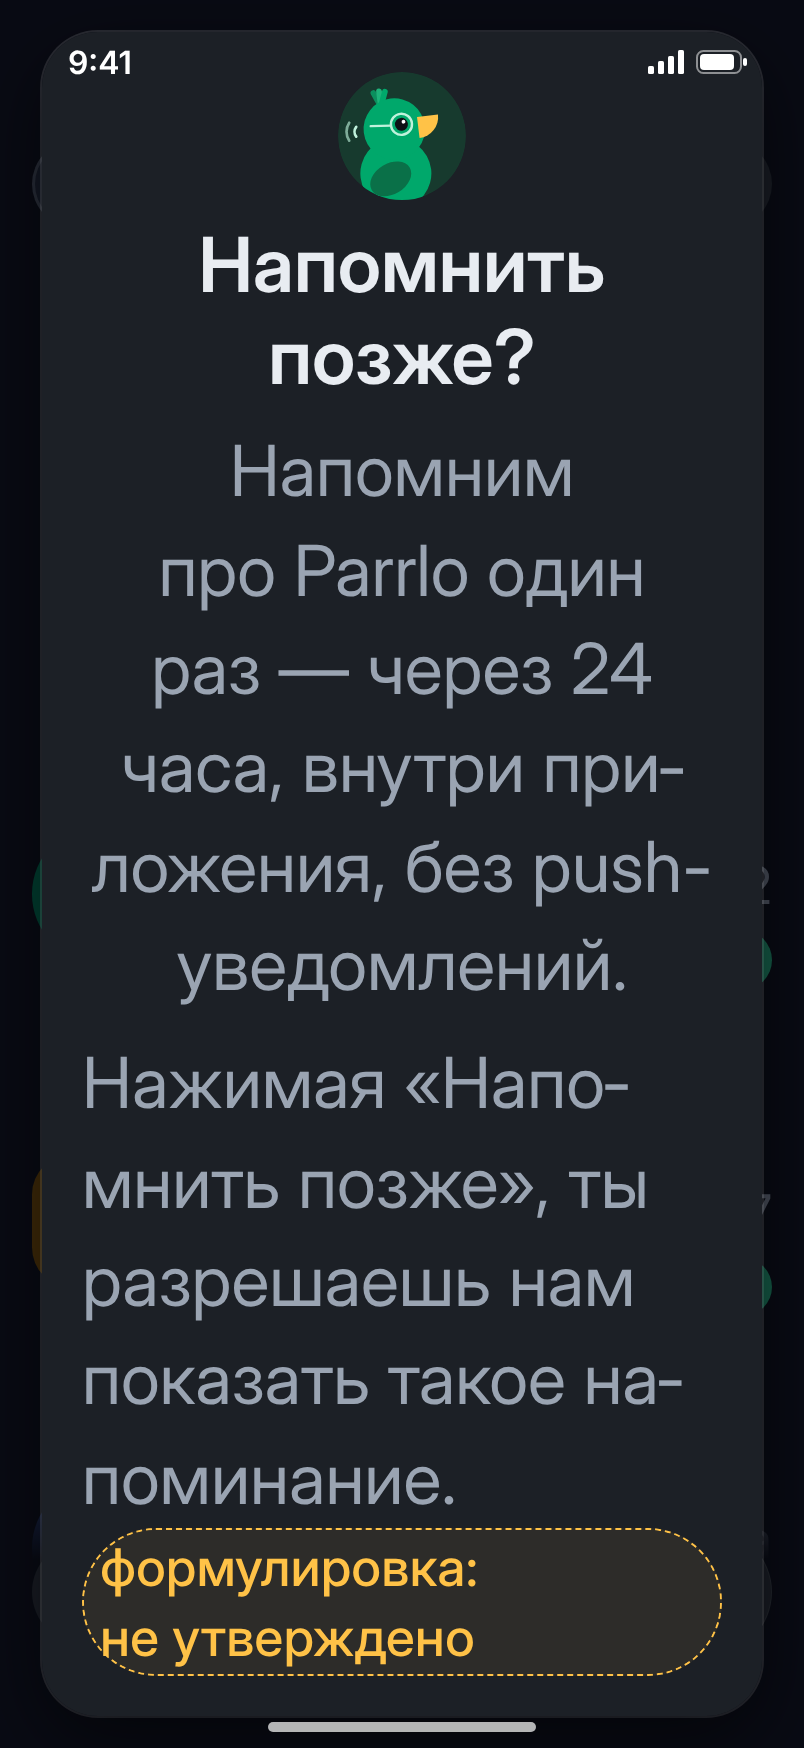 9:41
Напомнить
позже?
Напомним
про Parrlo один
раз — через 24
часа, внутри при-
ложения, без push-
уведомлений.
Нажимая «Напо-
мнить позже», ты
разрешаешь нам
показать такое на-
поминание.
формулировка:
не утверждено